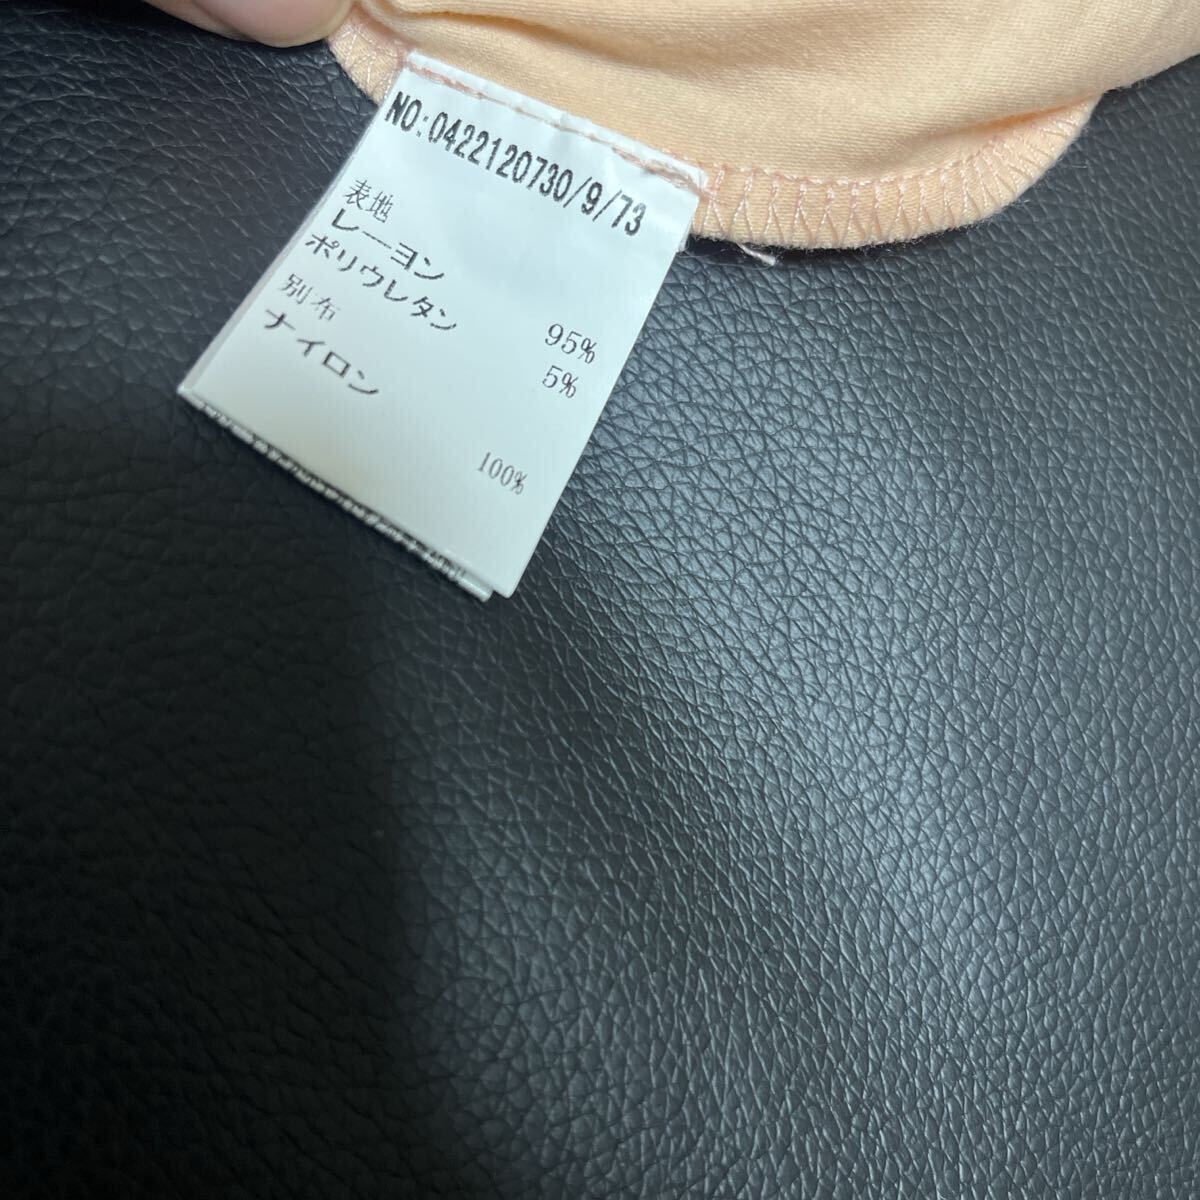 NO:0422120730/9/73
表地
レーヨン 95%
ポリウレタン 5%
別布
ナイロン 100%